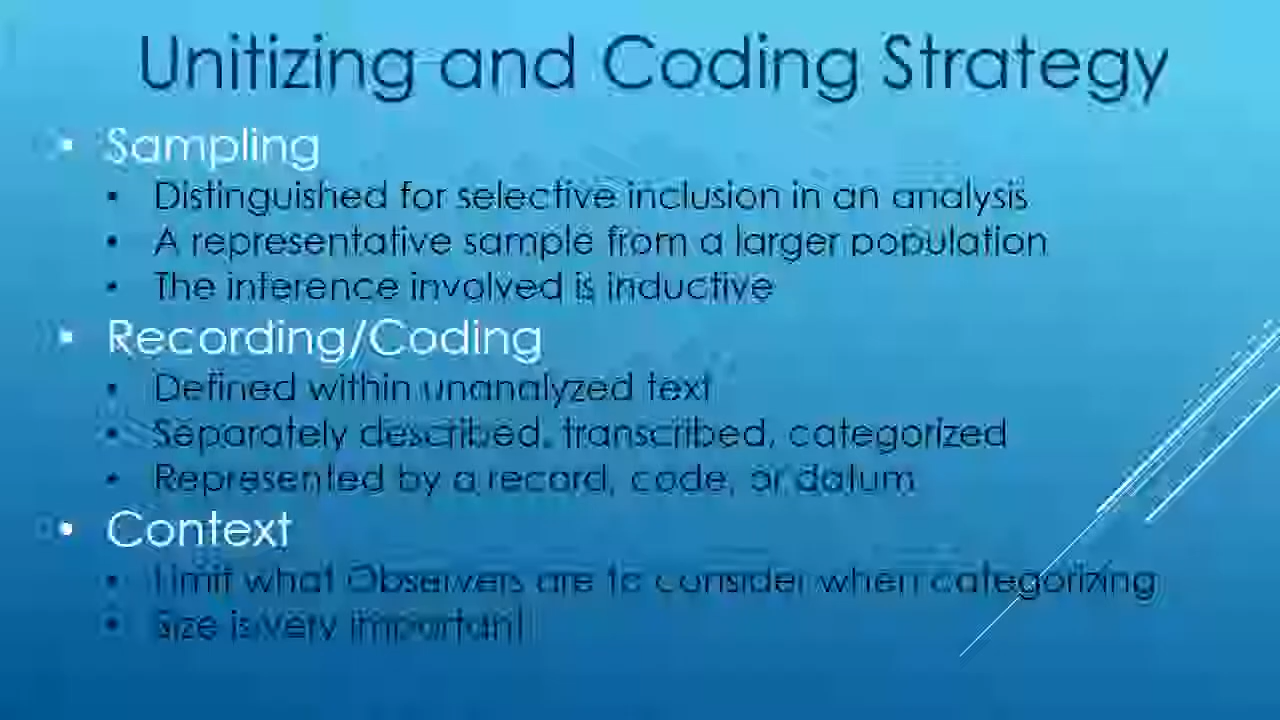 Unitizing and Coding Strategy
• Sampling
• Distinguished for selective inclusion in an analysis
• A representative sample from a larger population
• The inference involved is inductive
• Recording/Coding
• Defined within unanalyzed text
• Separately described, transcribed, categorized
• Represented by a record, code, or datum
• Context
• Limit what Observers are to consider when categorizing
• Size is very important